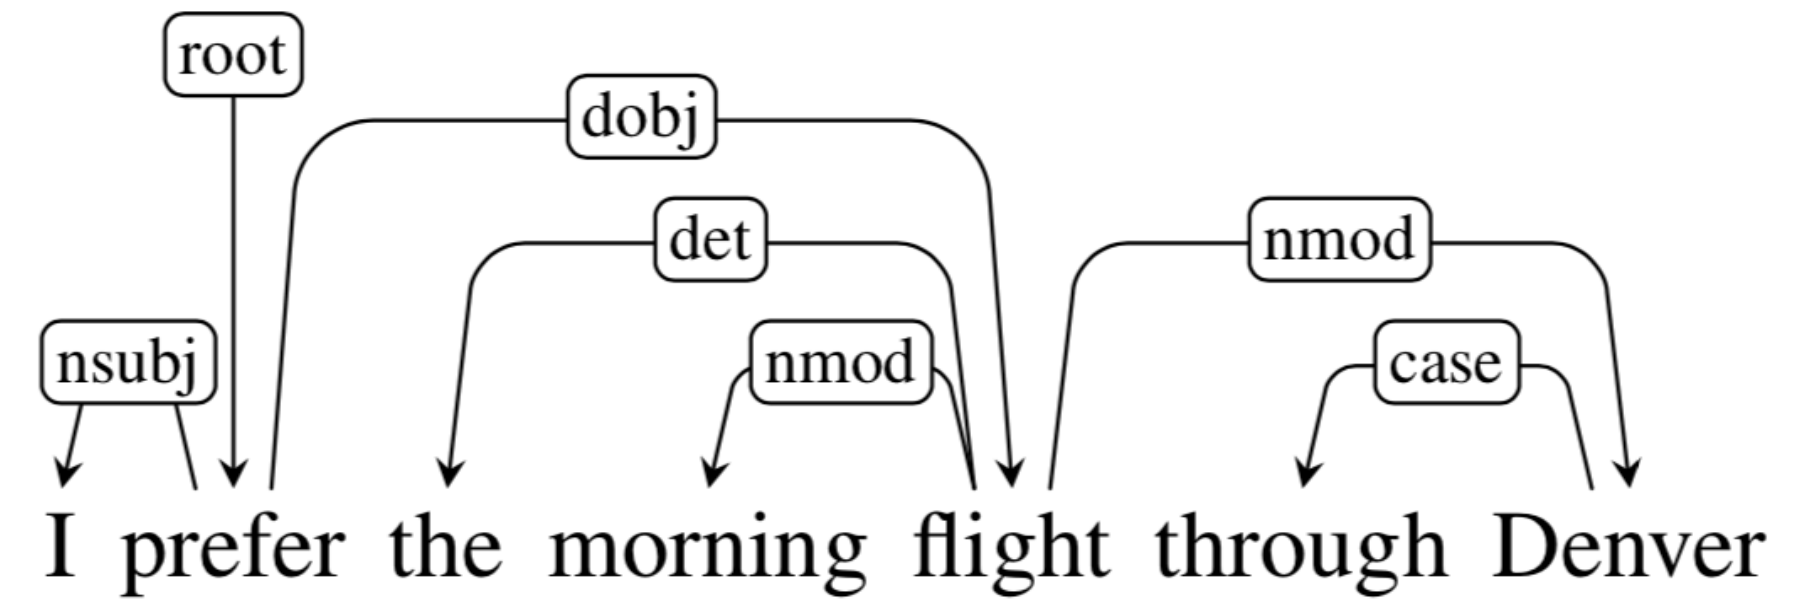 root
dobj
det
nmod
nsubj
nmod
case
I prefer the morning flight through Denver